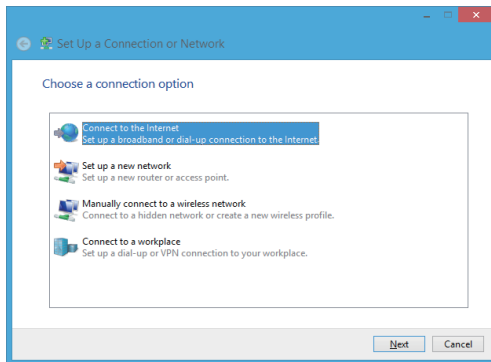 Set Up a Connection or Network
Choose a connection option
Connect to the Internet
Set up a broadband or dial-up connection to the Internet.
Set up a new network
Set up a new router or access point.
Manually connect to a wireless network
Connect to a hidden network or create a new wireless profile.
Connect to a workplace
Set up a dial-up or VPN connection to your workplace.
Next Cancel